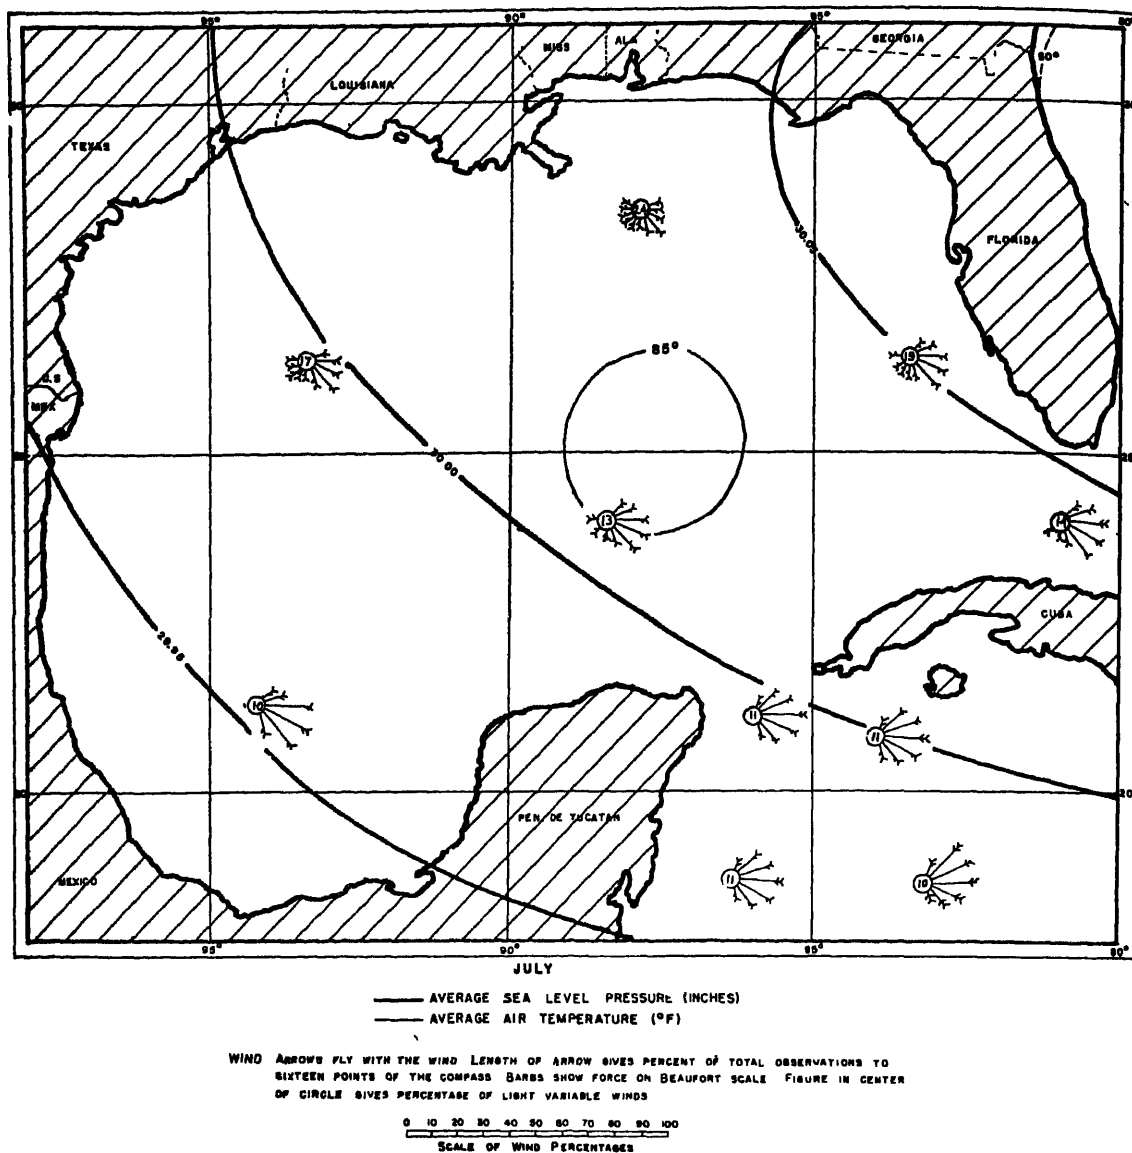 95° 90° 85° 80°
GEORGIA
MISS ALA
80°
LOUISIANA
TEXAS
24
FLORIDA
30.05
85°
17
19
U.S
MEX
30.00
13
14
CUBA
29.95
10
11
11
20
PEN. DE YUCATAN
MEXICO
11
10
95° 90° 85° 80°
JULY
AVERAGE SEA LEVEL PRESSURE (INCHES)
AVERAGE AIR TEMPERATURE (°F)
WIND ARROWS FLY WITH THE WIND LENGTH OF ARROW GIVES PERCENT OF TOTAL OBSERVATIONS TO
SIXTEEN POINTS OF THE COMPASS BARBS SHOW FORCE ON BEAUFORT SCALE FIGURE IN CENTER
OF CIRCLE GIVES PERCENTAGE OF LIGHT VARIABLE WINDS
0 10 20 30 40 50 60 70 80 90 100
SCALE OF WIND PERCENTAGES